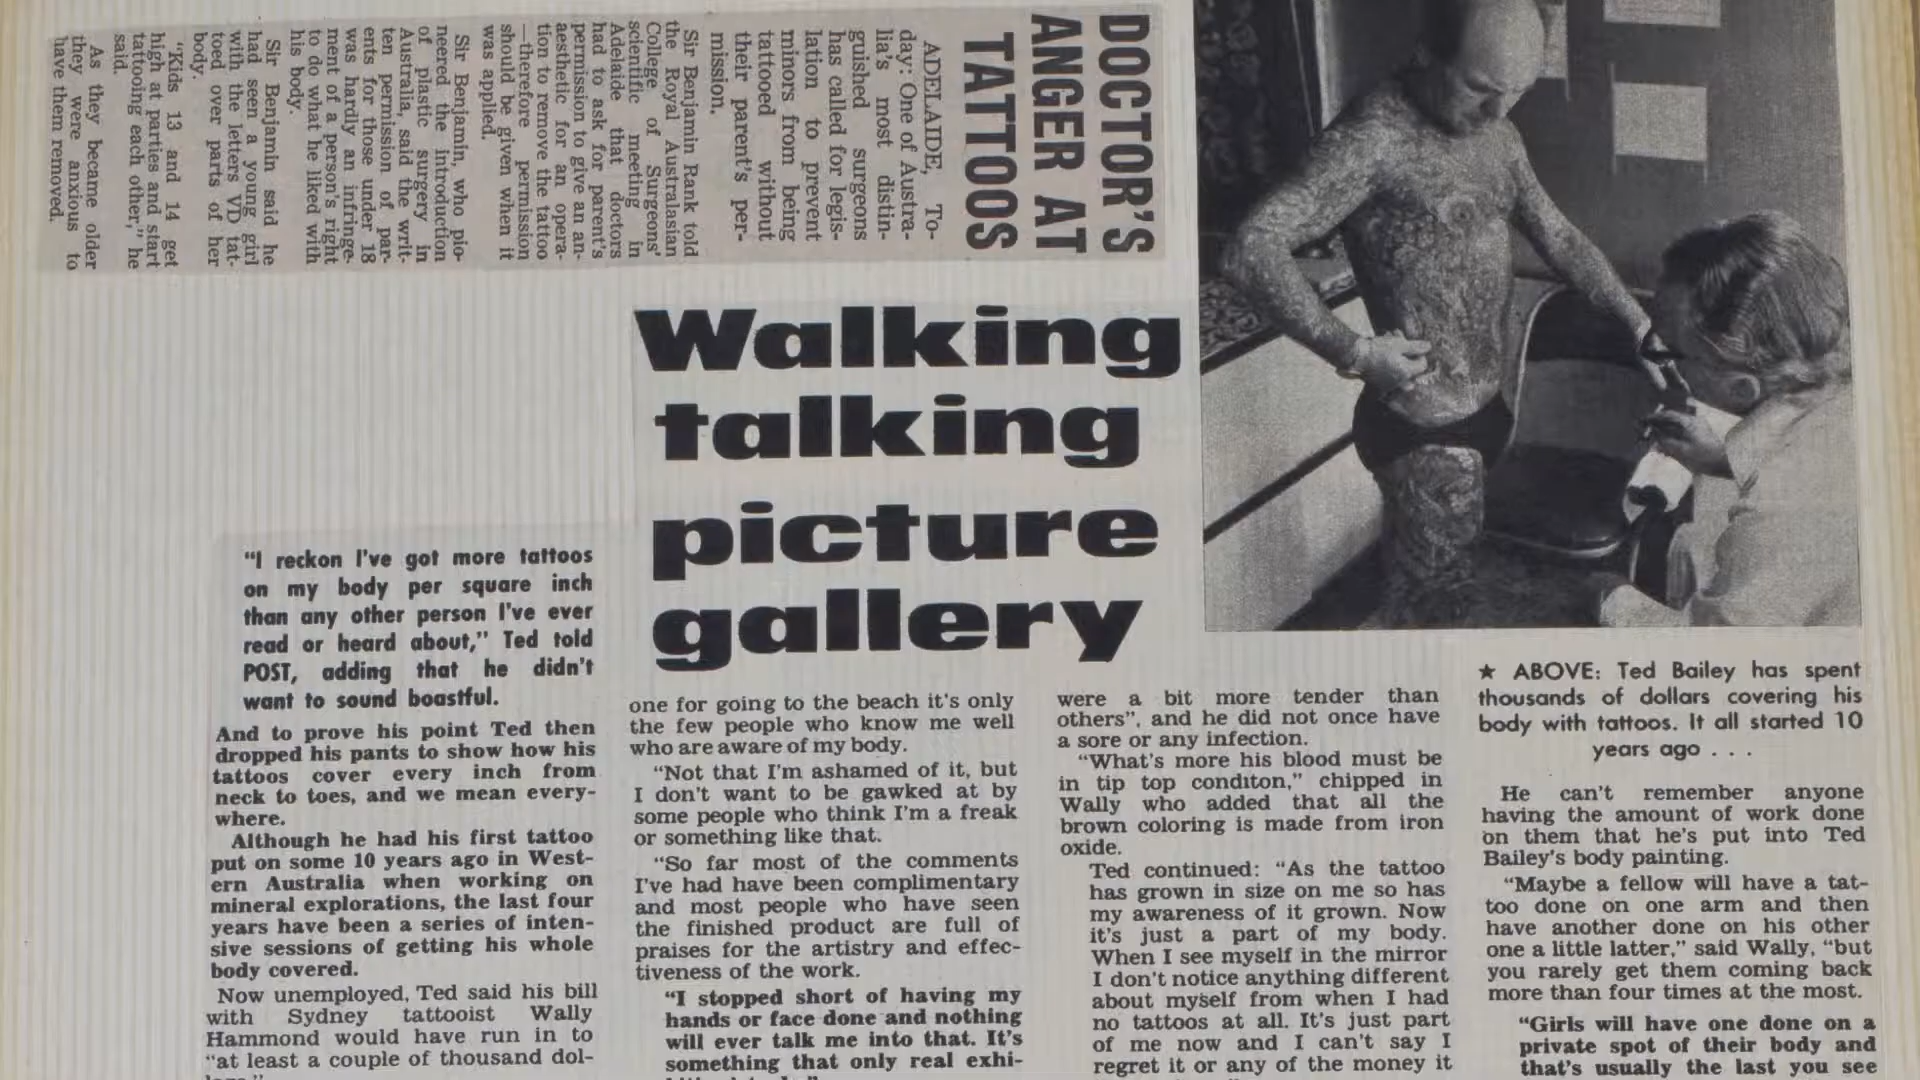 DOCTOR'S
ANGER AT
TATTOOS
ADELAIDE, To-
day: One of Austra-
lia's most distin-
guished surgeons
has called for legis-
lation to prevent
minors from being
tattooed without
their parent's per-
mission.
Sir Benjamin Rank told
the Royal Australasian
College of Surgeons'
scientific meeting in
Adelaide that doctors
had to ask for parent's
permission to give an an-
aesthetic for an opera-
tion to remove the tattoo
—therefore permission
should be given when it
was applied.
Sir Benjamin, who pio-
neered the introduction
of plastic surgery in
Australia, said the writ-
ten permission of par-
ents for those under 18
was hardly an infringe-
ment of a person's right
to do what he liked with
his body.
Sir Benjamin said he
had seen a young girl
with the letters VD tat-
tooed over parts of her
body.
"Kids 13 and 14 get
high at parties and start
tattooing each other," he
said.
As they became older
they were anxious to
have them removed.
Walking
talking
picture
gallery
"I reckon I've got more tattoos
on my body per square inch
than any other person I've ever
read or heard about," Ted told
POST, adding that he didn't
want to sound boastful.
And to prove his point Ted then
dropped his pants to show how his
tattoos cover every inch from
neck to toes, and we mean every-
where.
Although he had his first tattoo
put on some 10 years ago in West-
ern Australia when working on
mineral explorations, the last four
years have been a series of inten-
sive sessions of getting his whole
body covered.
Now unemployed, Ted said his bill
with Sydney tattooist Wally
Hammond would have run in to
"at least a couple of thousand dol-
one for going to the beach it's only
the few people who know me well
who are aware of my body.
"Not that I'm ashamed of it, but
I don't want to be gawked at by
some people who think I'm a freak
or something like that.
"So far most of the comments
I've had have been complimentary
and most people who have seen
the finished product are full of
praises for the artistry and effec-
tiveness of the work.
"I stopped short of having my
hands or face done and nothing
will ever talk me into that. It's
something that only real exhi-
were a bit more tender than
others", and he did not once have
a sore or any infection.
"What's more his blood must be
in tip top conditon," chipped in
Wally who added that all the
brown coloring is made from iron
oxide.
Ted continued: "As the tattoo
has grown in size on me so has
my awareness of it grown. Now
it's just a part of my body.
When I see myself in the mirror
I don't notice anything different
about myself from when I had
no tattoos at all. It's just part
of me now and I can't say I
regret it or any of the money it
★ ABOVE: Ted Bailey has spent
thousands of dollars covering his
body with tattoos. It all started 10
years ago . . .
He can't remember anyone
having the amount of work done
on them that he's put into Ted
Bailey's body painting.
"Maybe a fellow will have a tat-
too done on one arm and then
have another done on his other
one a little latter," said Wally, "but
you rarely get them coming back
more than four times at the most.
"Girls will have one done on a
private spot of their body and
that's usually the last you see